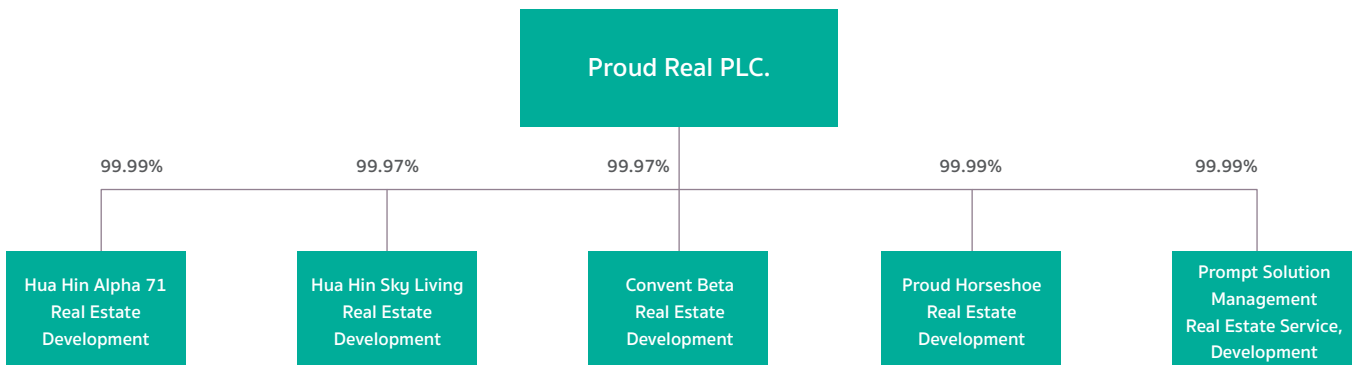 Proud Real PLC.
99.99%
99.97%
99.97%
99.99%
99.99%
Hua Hin Alpha 71
Real Estate
Development
Hua Hin Sky Living
Real Estate
Development
Convent Beta
Real Estate
Development
Proud Horseshoe
Real Estate
Development
Prompt Solution
Management
Real Estate Service,
Development